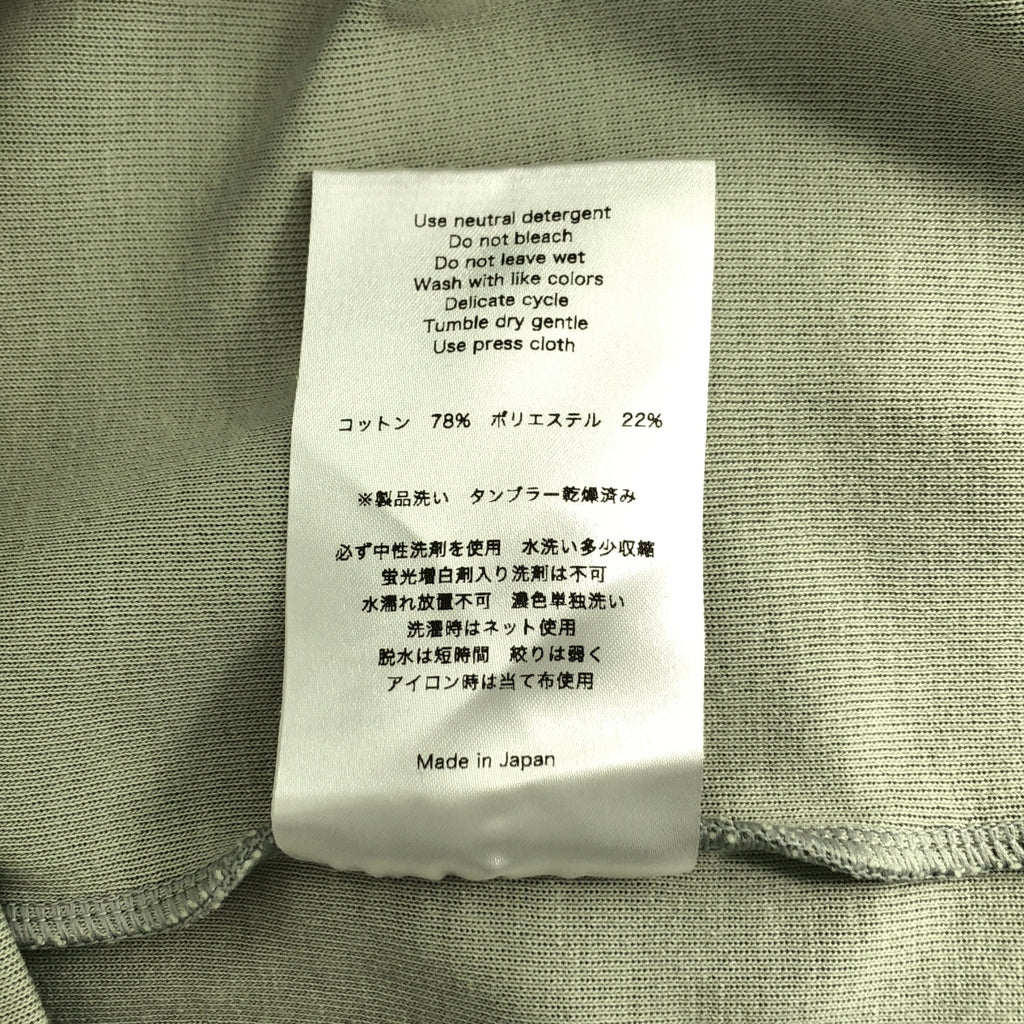 Use neutral detergent
Do not bleach
Do not leave wet
Wash with like colors
Delicate cycle
Tumble dry gentle
Use press cloth
コットン　78%　ポリエステル　22%
※製品洗い　タンブラー乾燥済み
必ず中性洗剤を使用　水洗い多少収縮
蛍光増白剤入り洗剤は不可
水濡れ放置不可　濃色単独洗い
洗濯時はネット使用
脱水は短時間　絞りは弱く
アイロン時は当て布使用
Made in Japan